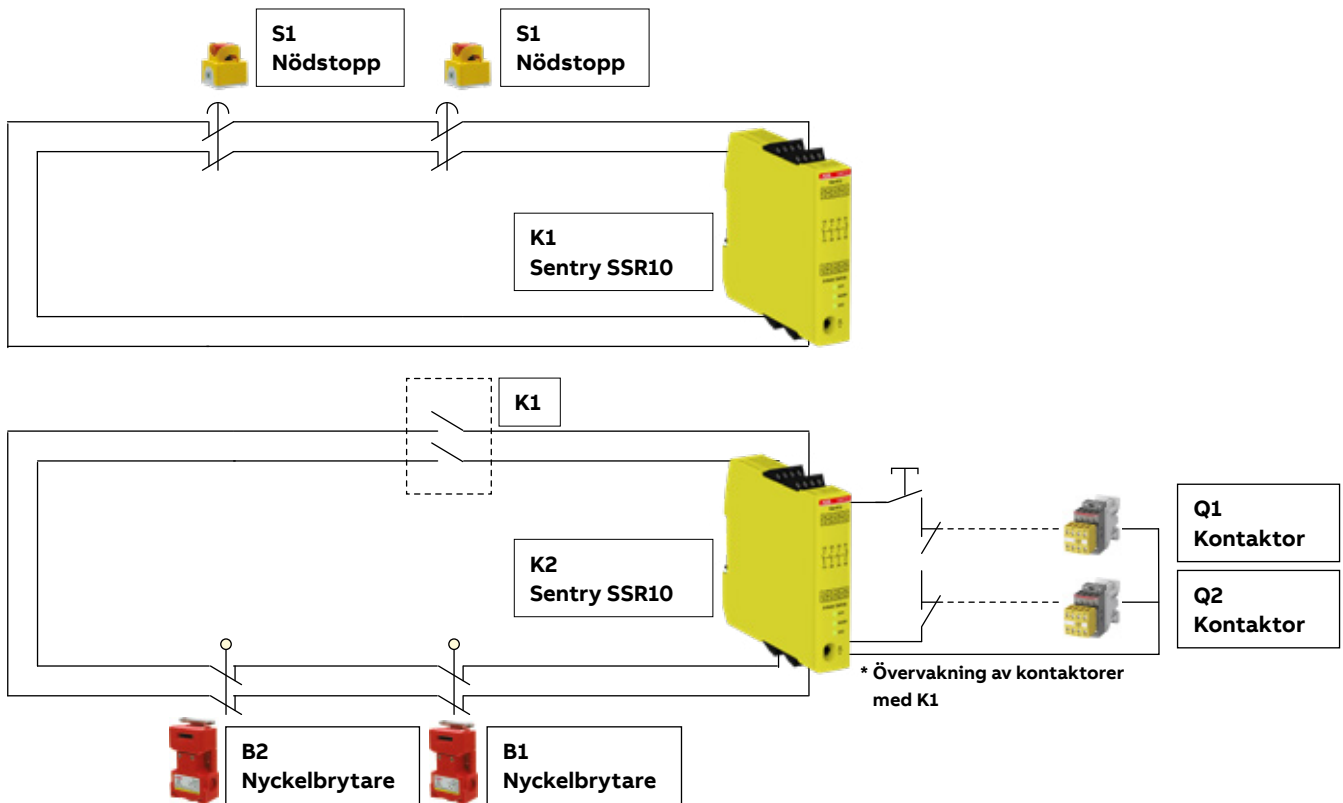 S1
Nödstopp
S1
Nödstopp
K1
Sentry SSR10
K1
K2
Sentry SSR10
Q1
Kontaktor
Q2
Kontaktor
* Övervakning av kontaktorer
med K1
B2
Nyckelbrytare
B1
Nyckelbrytare